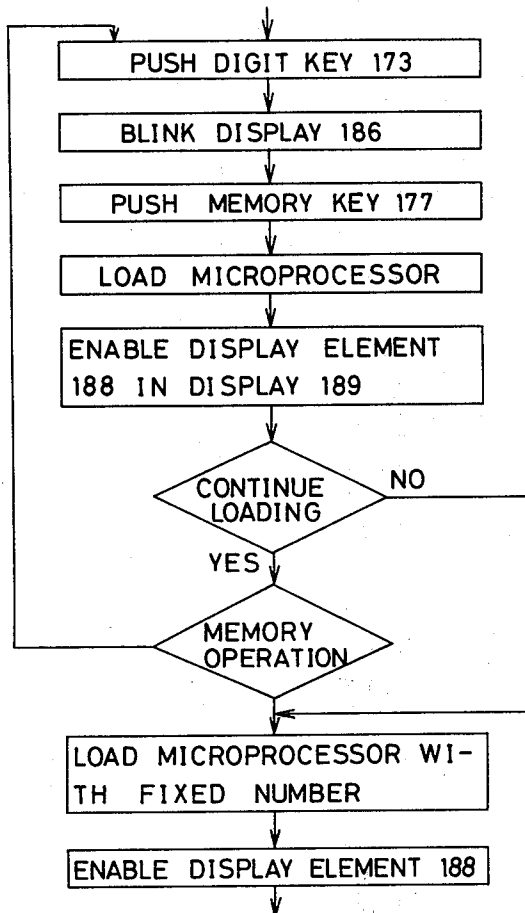 PUSH DIGIT KEY 173
BLINK DISPLAY 186
PUSH MEMORY KEY 177
LOAD MICROPROCESSOR
ENABLE DISPLAY ELEMENT
188 IN DISPLAY 189
CONTINUE
LOADING
NO
YES
MEMORY
OPERATION
LOAD MICROPROCESSOR WI-
TH FIXED NUMBER
ENABLE DISPLAY ELEMENT 188